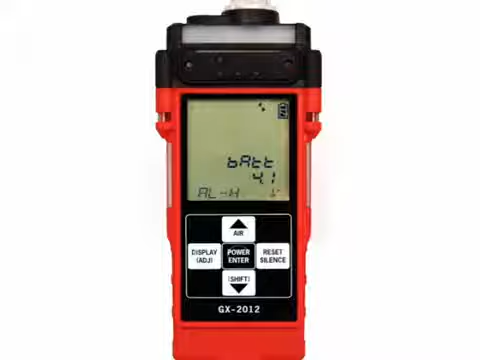 bAtt
4.1
AL-H V
AIR
DISPLAY
(ADJ)
POWER
ENTER
RESET
SILENCE
(SHIFT)
GX-2012